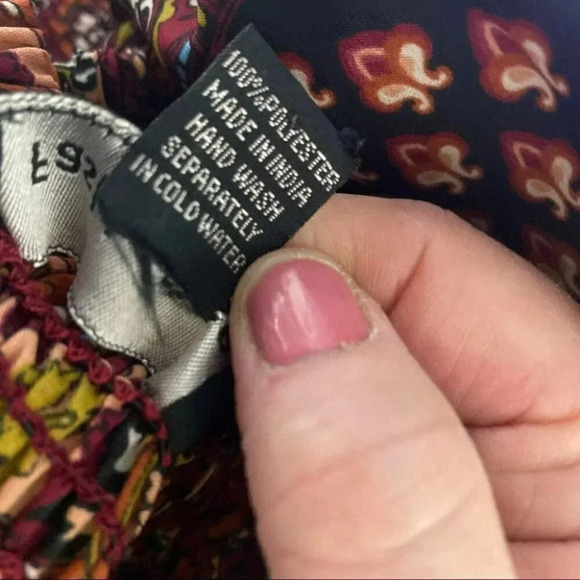 100% POLYESTER
MADE IN INDIA
HAND WASH
SEPARATELY
IN COLD WATER